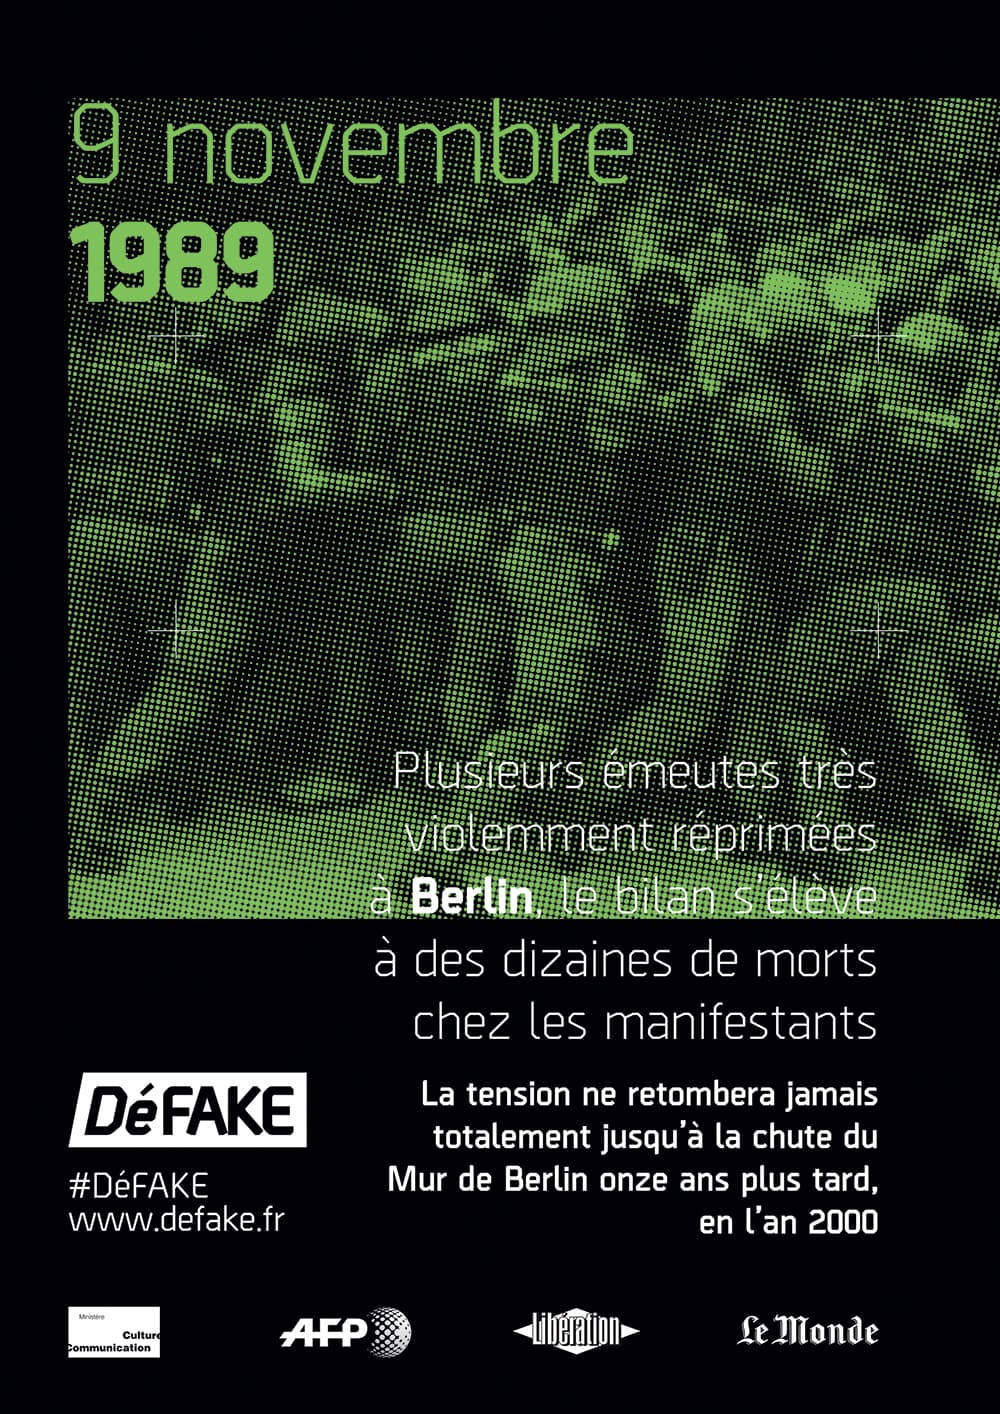 9 novembre
1989
Plusieurs émeutes très
violemment réprimées
à Berlin, le bilan s'élève
à des dizaines de morts
chez les manifestants
La tension ne retombera jamais
totalement jusqu'à la chute du
Mur de Berlin onze ans plus tard,
en l'an 2000
DéFAKE
#DéFAKE
www.defake.fr
Ministère
Culture
Communication
AFP
Libération
Le Monde